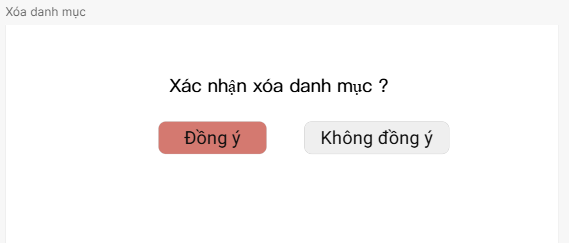 Xóa danh mục
Xác nhận xóa danh mục ?
Đồng ý
Không đồng ý